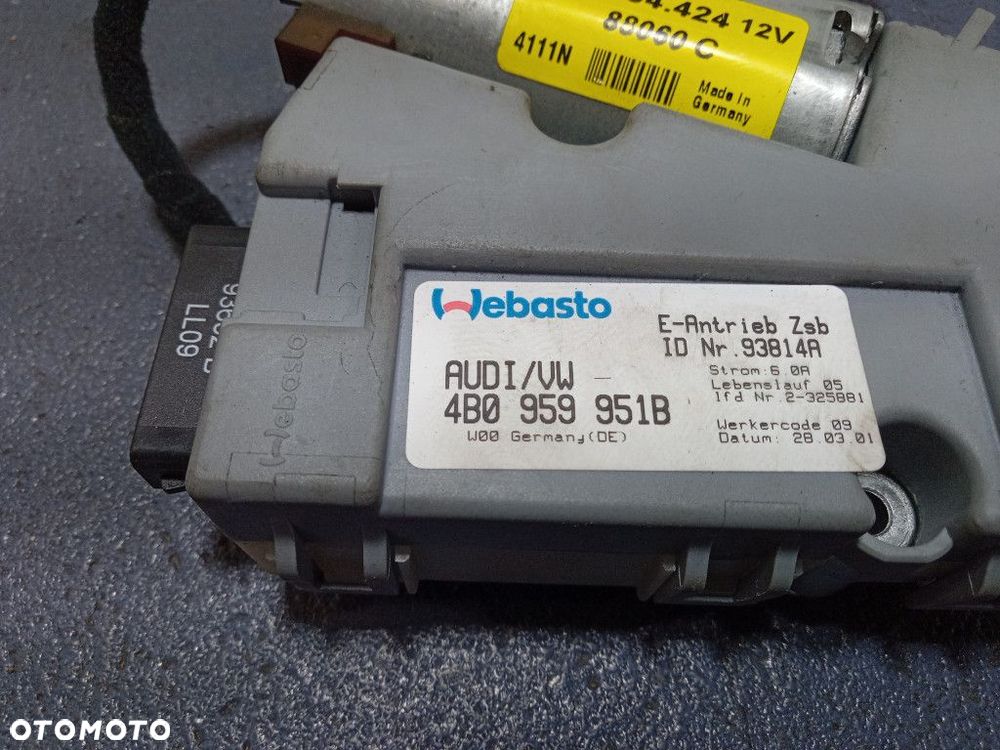 4.424 12V
88060 C
4111N
Made in
Germany
LL09
Webasto
Webasto
E-Antrieb Zsb
ID Nr.93814A
AUDI/VW
Strom:6.0A
Lebenslauf 05
lfd Nr.2-325881
4B0 959 951B
W00 Germany(DE)
Werkercode 09
Datum: 28.03.01
OTOMOTO